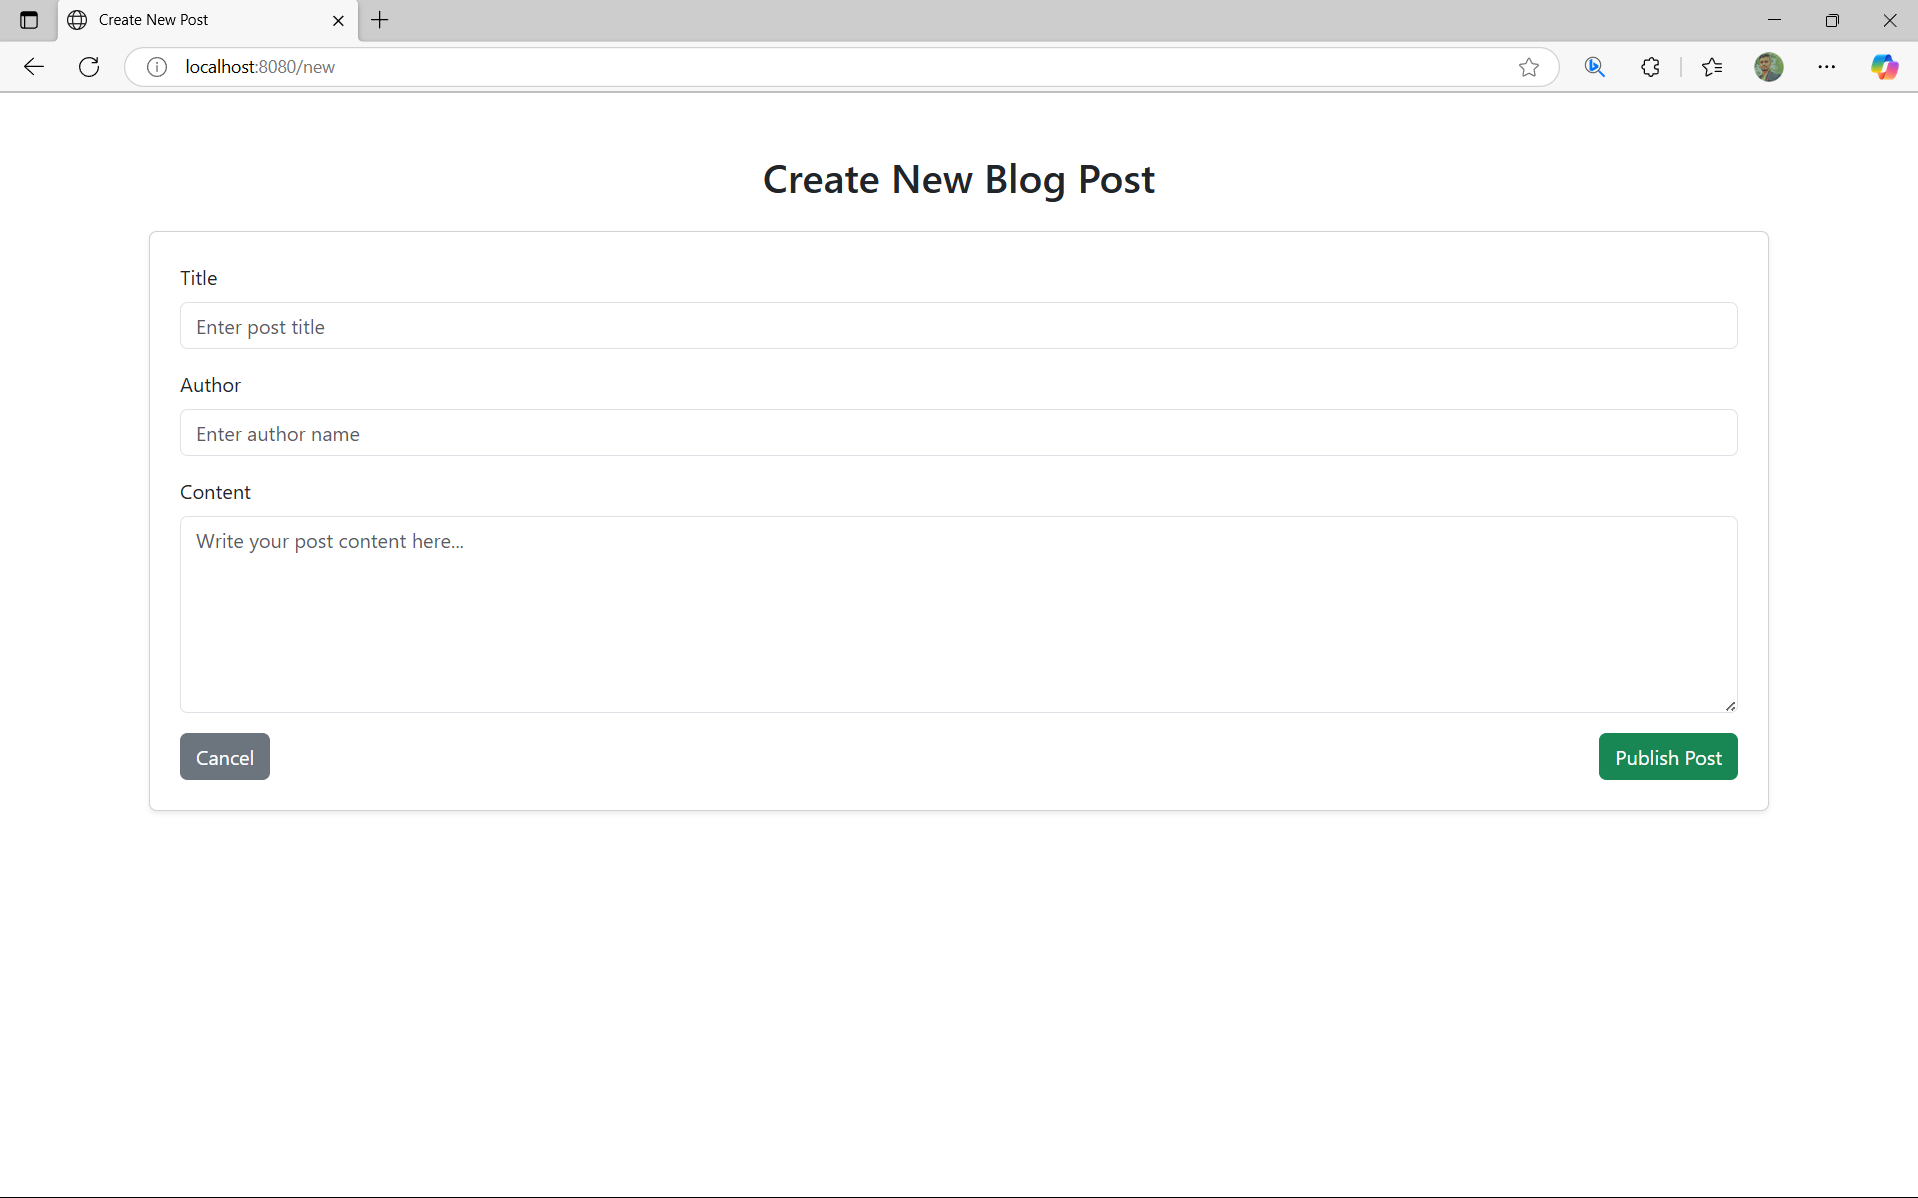 Create New Post
localhost:8080/new
Create New Blog Post
Title
Enter post title
Author
Enter author name
Content
Write your post content here...
Cancel
Publish Post